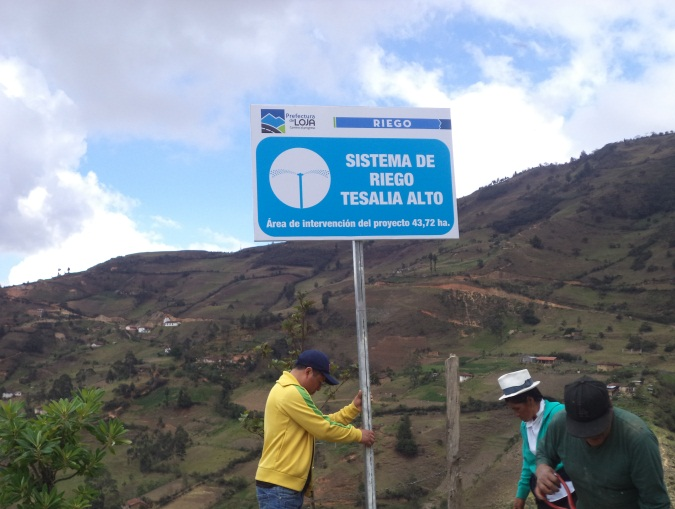 Prefectura
de LOJA
RIEGO
SISTEMA DE
RIEGO
TESALIA ALTO
Área de intervención del proyecto 43,72 ha.